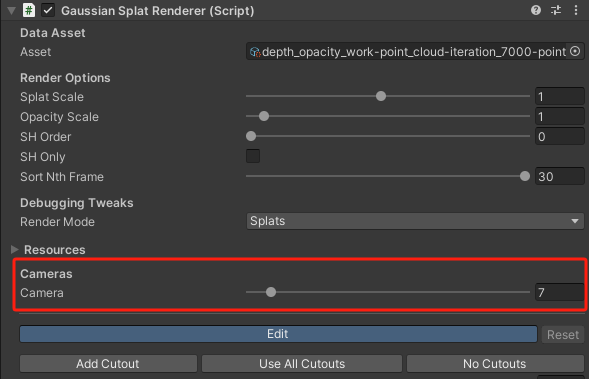 Gaussian Splat Renderer (Script)
Data Asset
Asset depth_opacity_work-point_cloud-iteration_7000-point
Render Options
Splat Scale 1
Opacity Scale 1
SH Order 0
SH Only
Sort Nth Frame 30
Debugging Tweaks
Render Mode Splats
Resources
Cameras
Camera 7
Edit Reset
Add Cutout Use All Cutouts No Cutouts